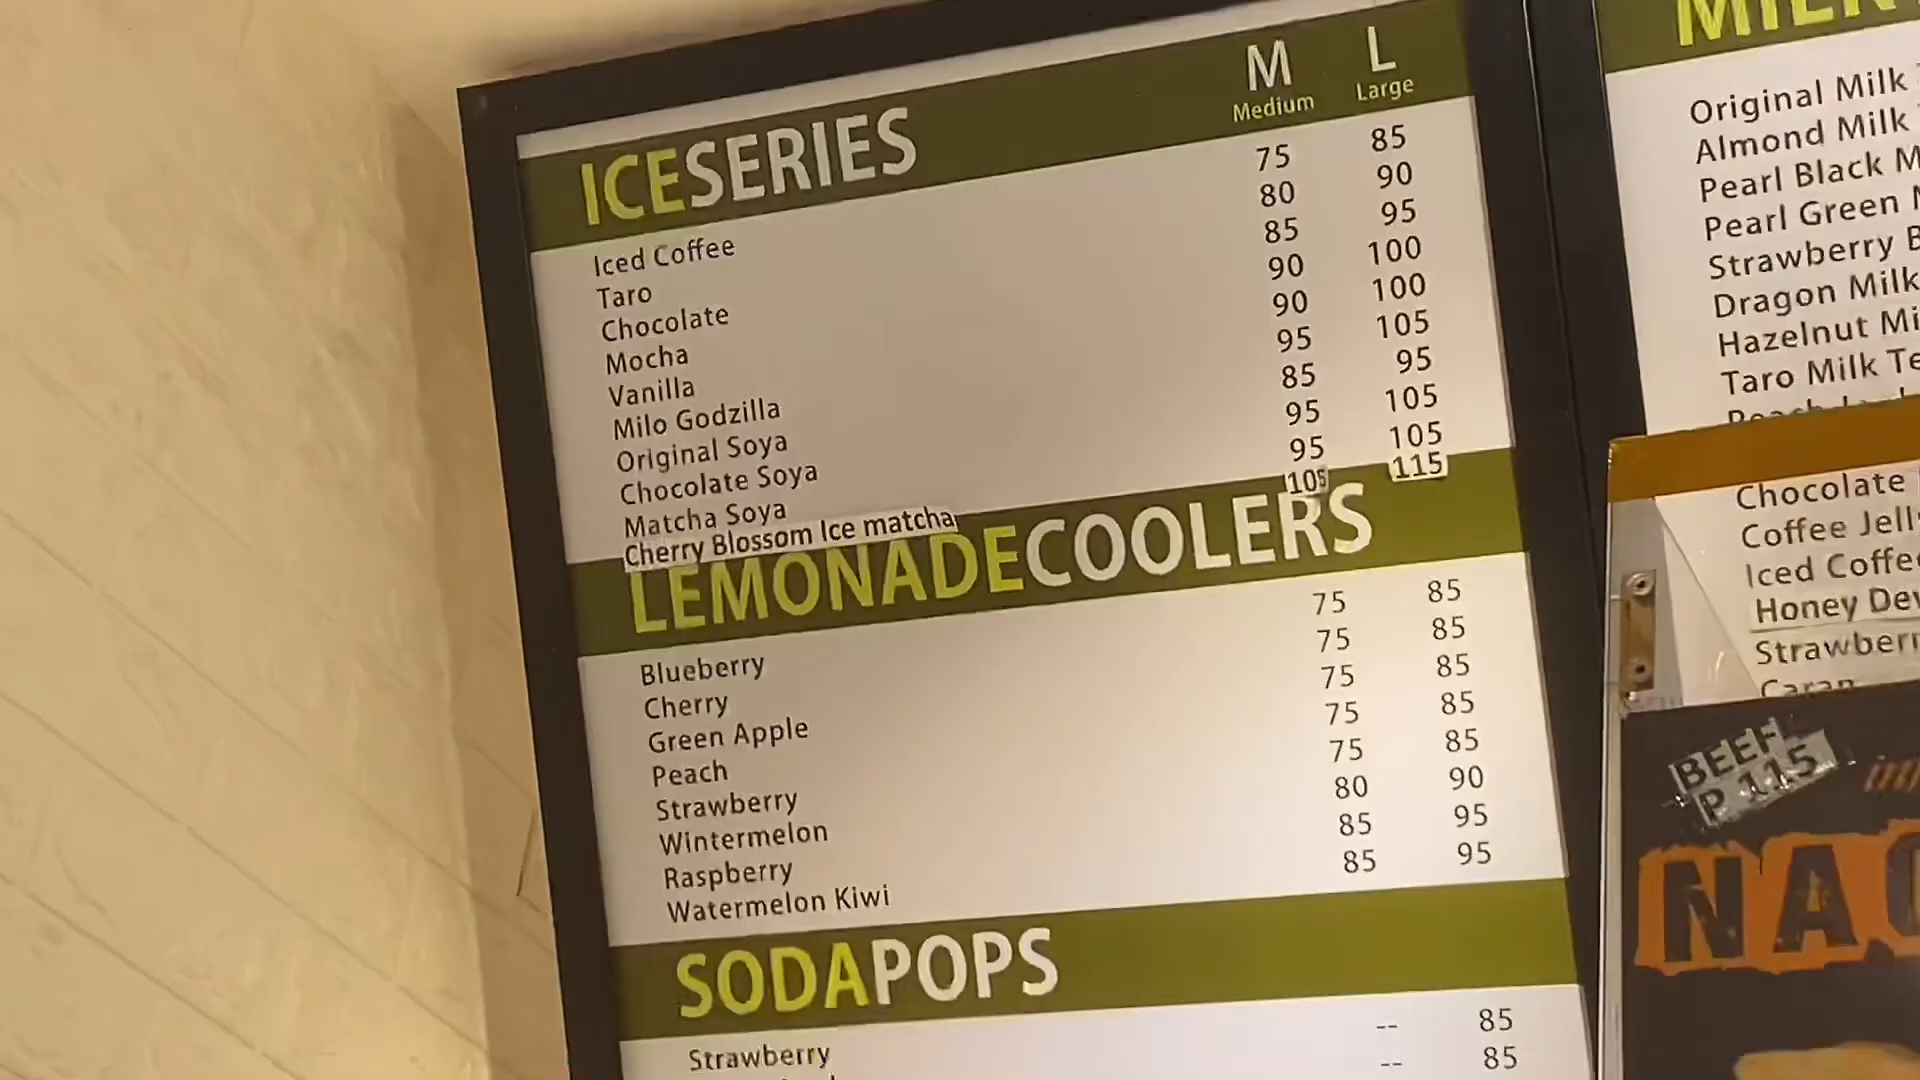 M L
Medium Large
ICESERIES
Iced Coffee 75 85
Taro 80 90
Chocolate 85 95
Mocha 90 100
Vanilla 90 100
Milo Godzilla 95 105
Original Soya 85 95
Chocolate Soya 95 105
Matcha Soya 95 105
Cherry Blossom Ice matcha 105 115
LEMONADECOOLERS
Blueberry 75 85
Cherry 75 85
Green Apple 75 85
Peach 75 85
Strawberry 75 85
Wintermelon 80 90
Raspberry 85 95
Watermelon Kiwi 85 95
SODAPOPS
Strawberry -- 85
-- 85
Original Milk
Almond Milk
Pearl Black
Pearl Green
Strawberry
Dragon Milk
Hazelnut
Taro Milk
Chocolate
Coffee
Iced
Honey
P 115